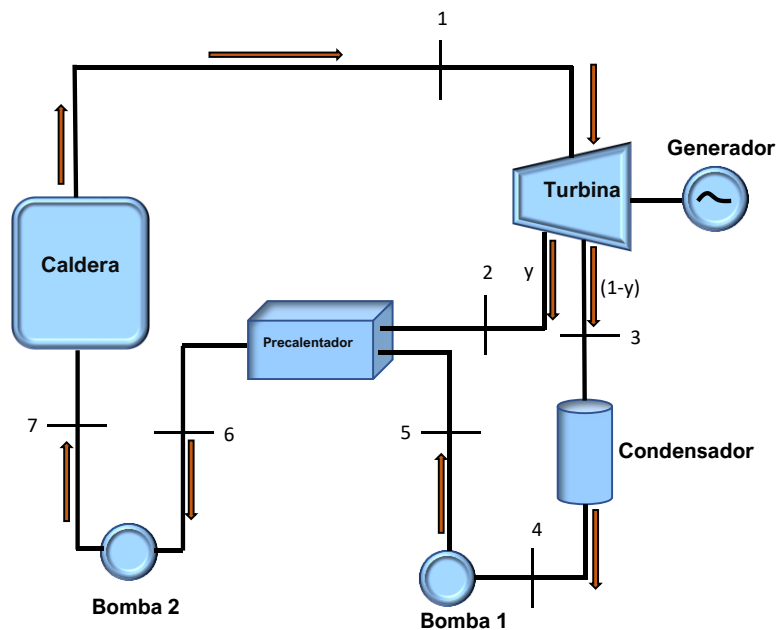 1
Generador
Turbina
Caldera
2
y
(1-y)
Precalentador
3
7
6
5
Condensador
4
Bomba 2
Bomba 1